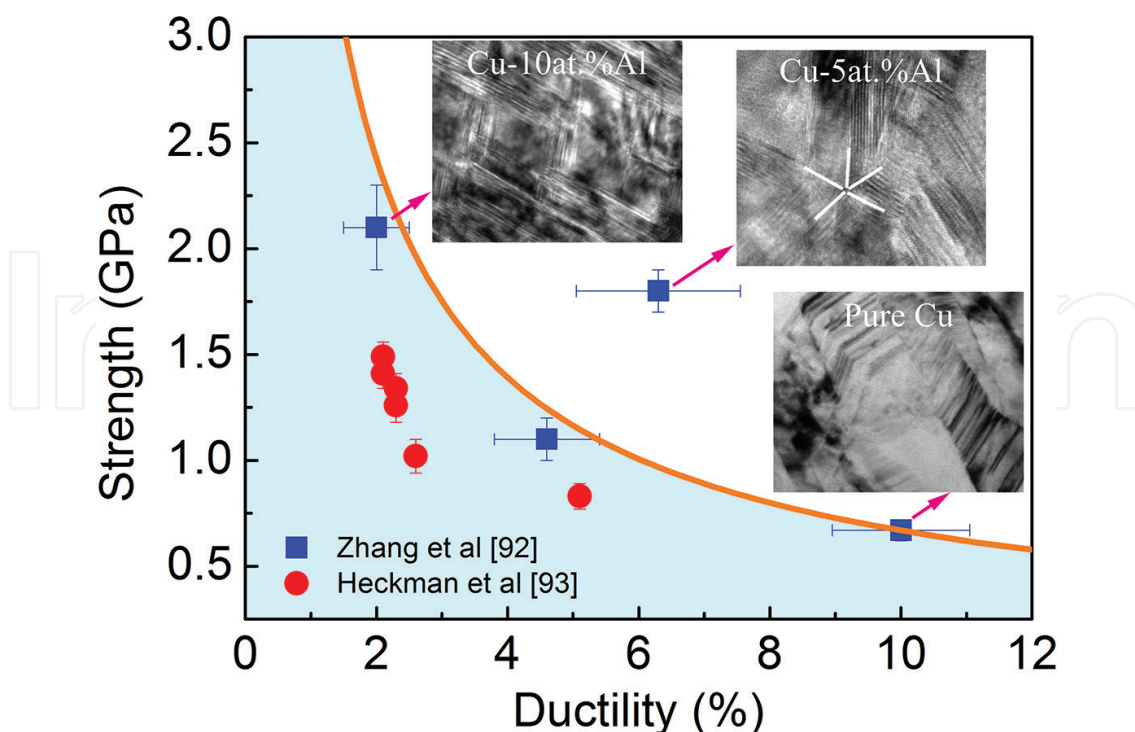 3.0
2.5
2.0
1.5
1.0
0.5
Strength (GPa)
Cu-10at.%Al
Cu-5at.%Al
Pure Cu
Zhang et al [92]
Heckman et al [93]
0 2 4 6 8 10 12
Ductility (%)